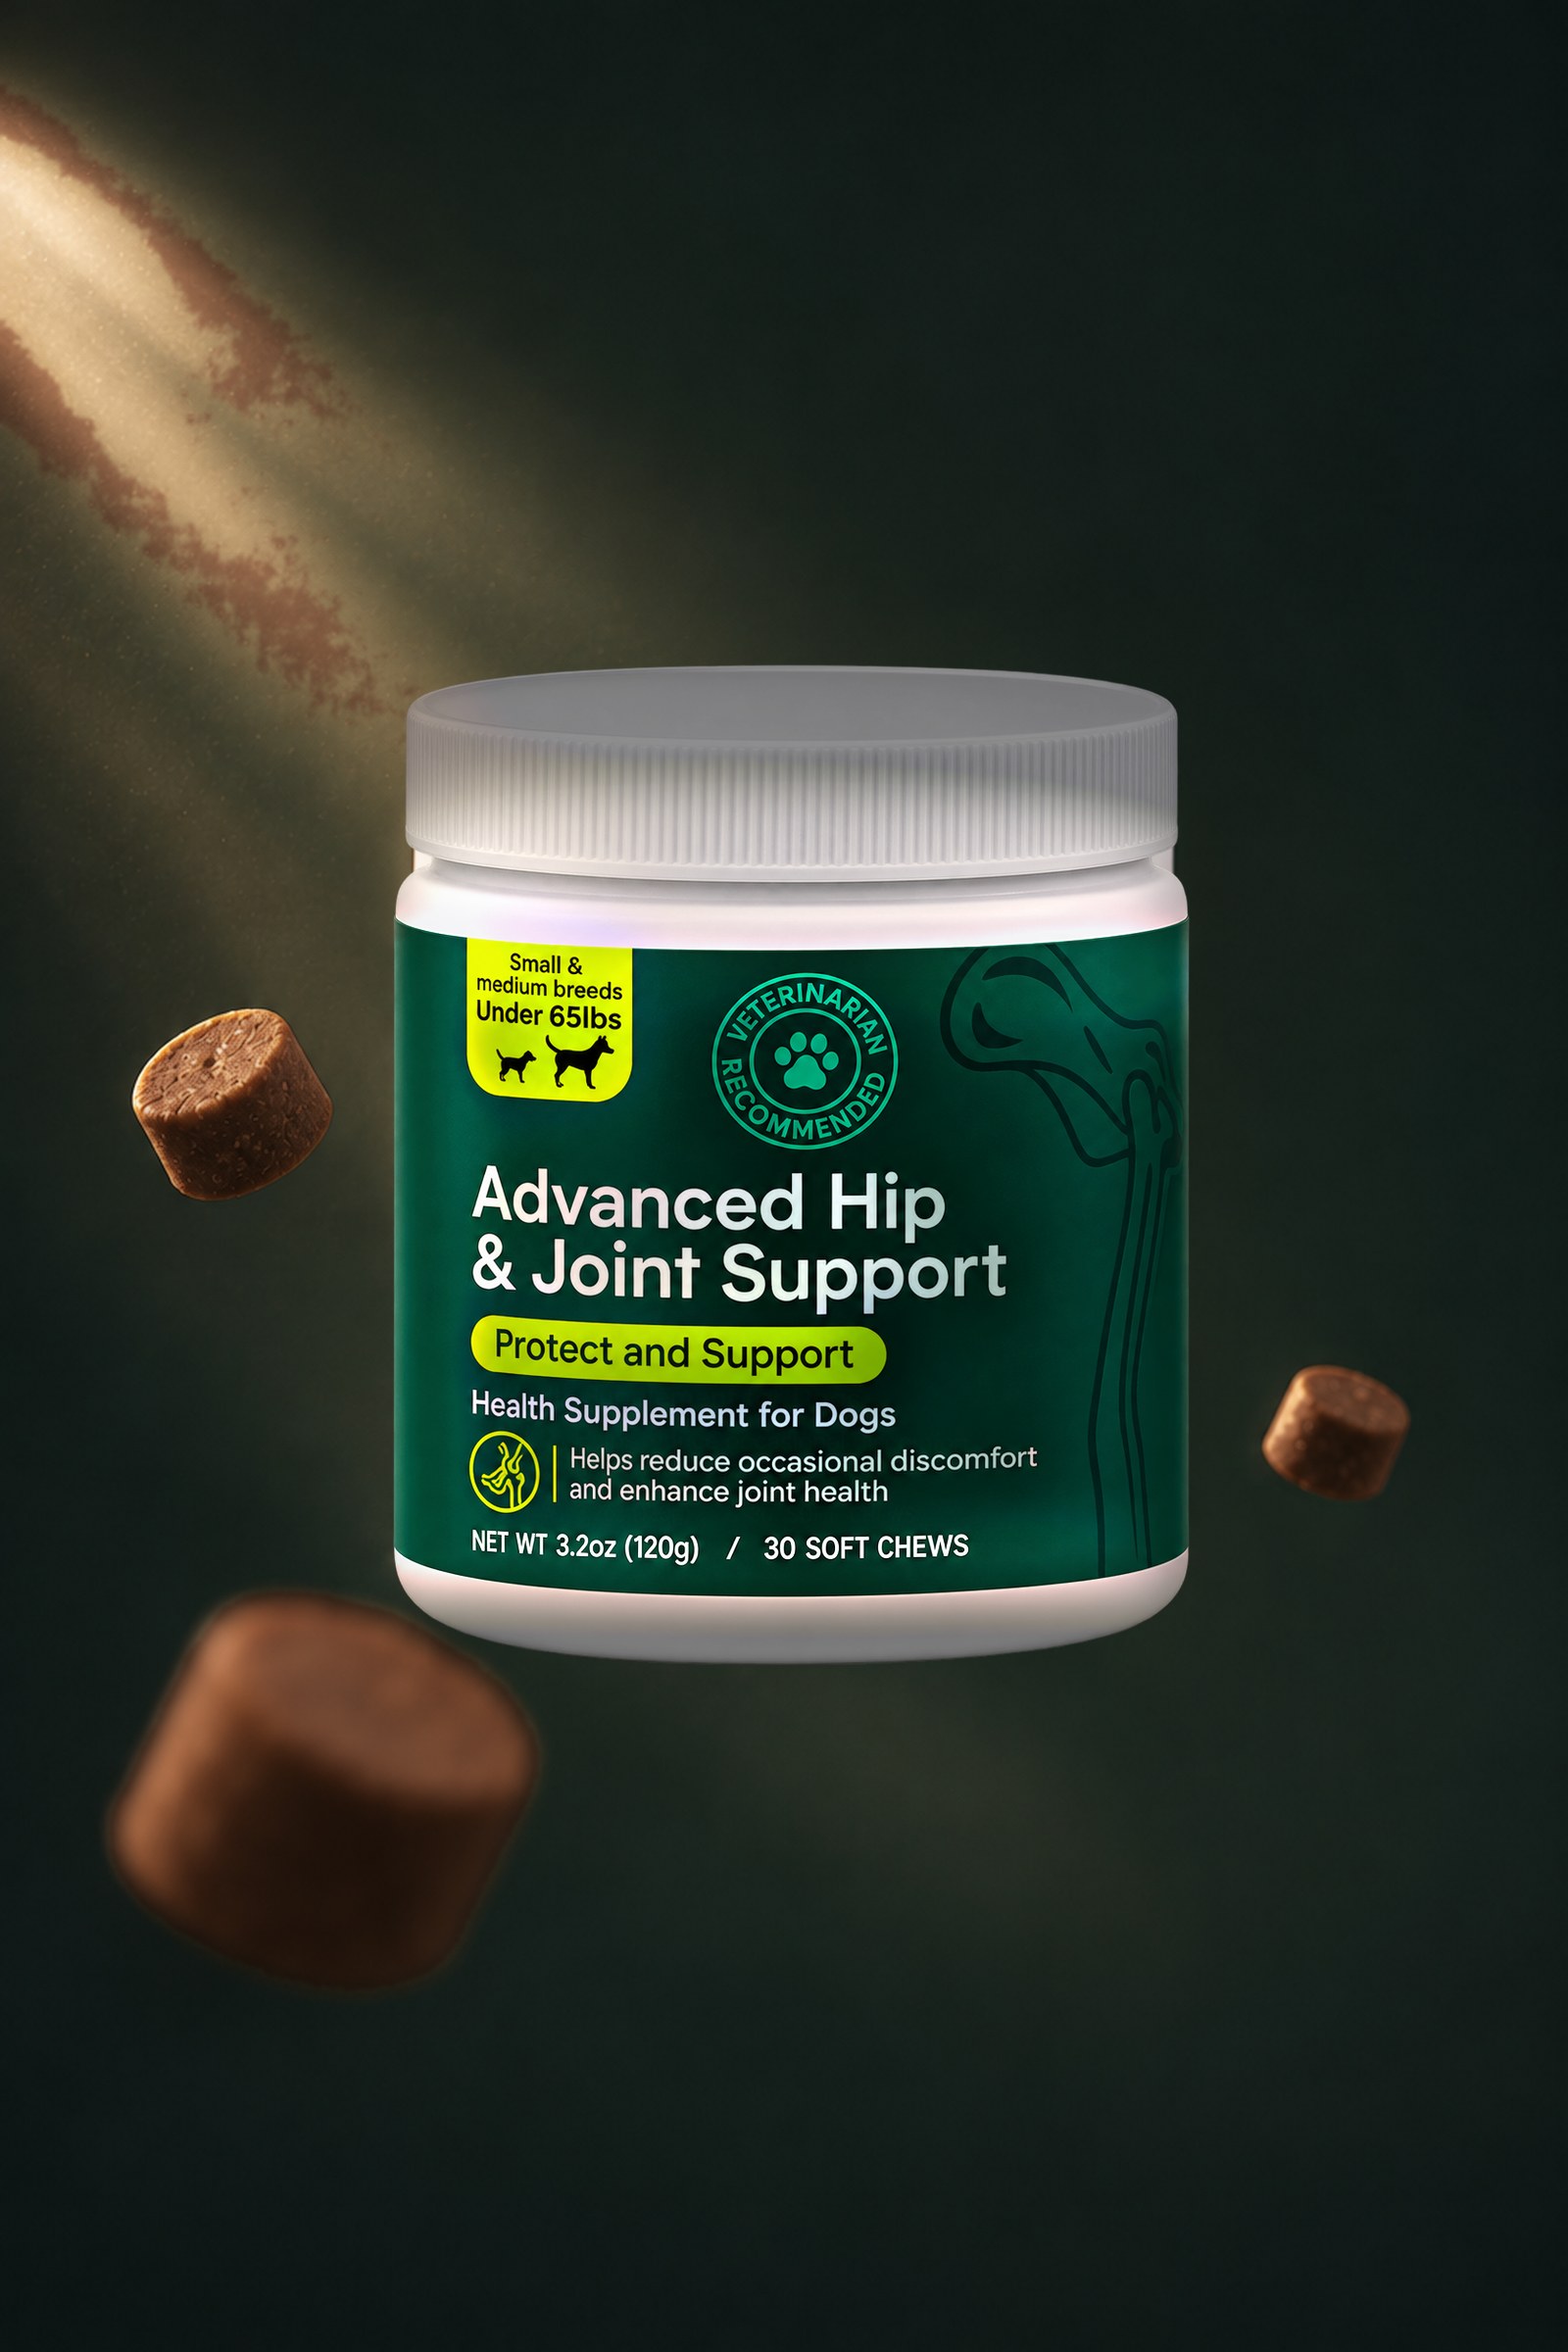 Small &
medium breeds
Under 65lbs
VETERINARIAN
RECOMMENDED
Advanced Hip
& Joint Support
Protect and Support
Health Supplement for Dogs
Helps reduce occasional discomfort
and enhance joint health
NET WT 3.2oz (120g) / 30 SOFT CHEWS